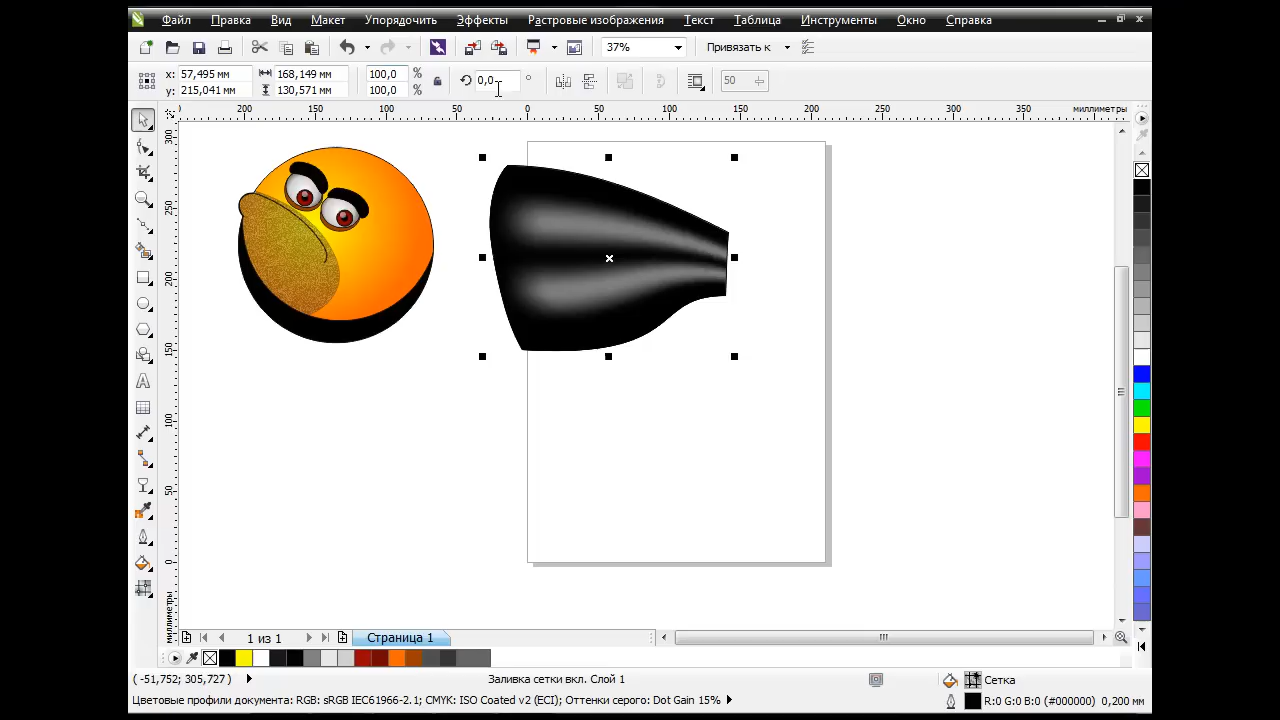 Файл Правка Вид Макет Упорядочить Эффекты Растровые изображения Текст Таблица Инструменты Окно Справка
37% Привязать к
x: 57,495 мм 168,149 мм 100,0 % 0,0 ° 50
y: 215,041 мм 130,571 мм 100,0 %
200 150 100 50 0 50 100 150 200 250 300 350 миллиметры
300
250
200
150
100
50
0
миллиметры
1 из 1 Страница 1
( -51,752; 305,727 ) Заливка сетки вкл. Слой 1 Сетка
Цветовые профили документа: RGB: sRGB IEC61966-2.1; CMYK: ISO Coated v2 (ECI); Оттенки серого: Dot Gain 15% R:0 G:0 B:0 (#000000) 0,200 мм